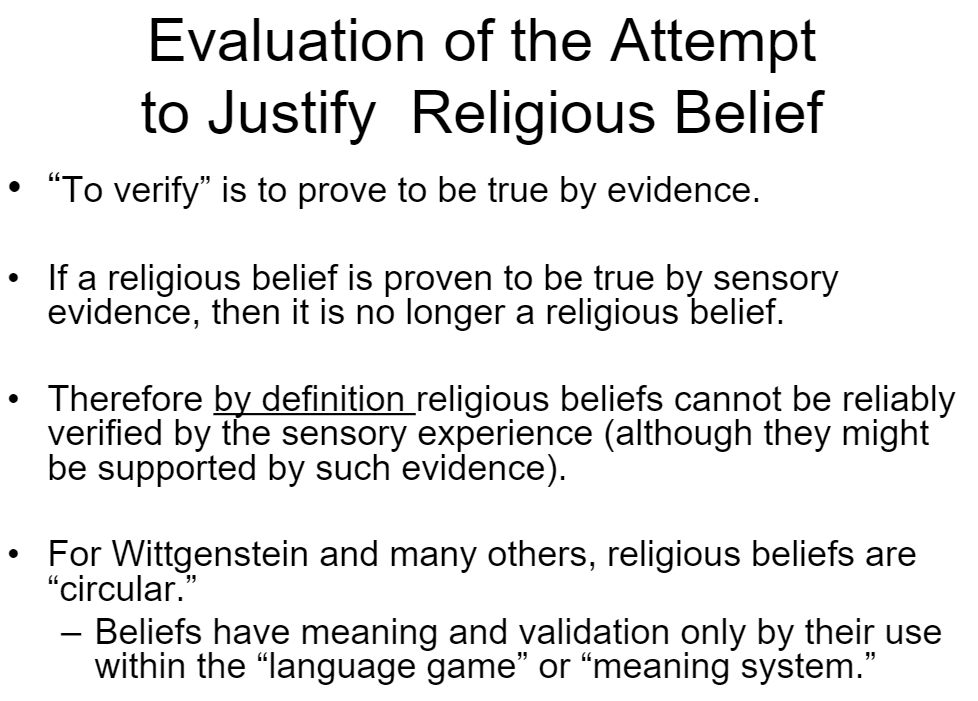 Evaluation of the Attempt
to Justify  Religious Belief
• “To verify” is to prove to be true by evidence.
• If a religious belief is proven to be true by sensory
evidence, then it is no longer a religious belief.
• Therefore by definition religious beliefs cannot be reliably
verified by the sensory experience (although they might
be supported by such evidence).
• For Wittgenstein and many others, religious beliefs are
“circular.”
– Beliefs have meaning and validation only by their use
within the “language game” or “meaning system.”